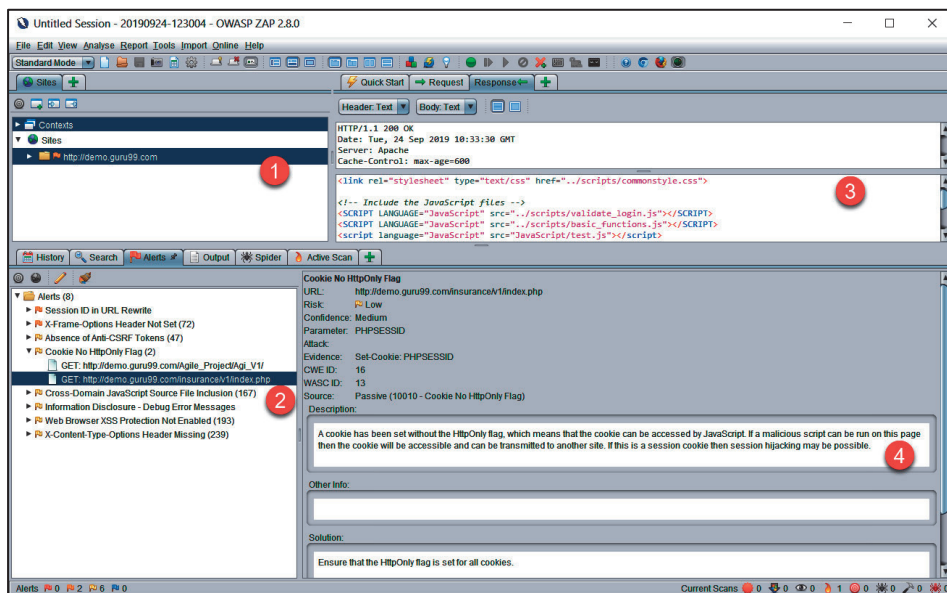 Untitled Session - 20190924-123004 - OWASP ZAP 2.8.0
File Edit View Analyse Report Tools Import Online Help
Standard Mode
Sites
Quick Start Request Response
Header: Text Body: Text
Contexts
Sites
http://demo.guru99.com
1
HTTP/1.1 200 OK
Date: Tue, 24 Sep 2019 10:33:30 GMT
Server: Apache
Cache-Control: max-age=600
<link rel="stylesheet" type="text/css" href="../scripts/commonstyle.css">
3
<!-- Include the JavaScript files -->
<SCRIPT LANGUAGE="JavaScript" src="../scripts/validate_login.js"></SCRIPT>
<SCRIPT LANGUAGE="JavaScript" src="../scripts/basic_functions.js"></SCRIPT>
<script language="JavaScript" src="JavaScript/test.js"></script>
History Search Alerts Output Spider Active Scan
Alerts (8)
Session ID in URL Rewrite
X-Frame-Options Header Not Set (72)
Absence of Anti-CSRF Tokens (47)
Cookie No HttpOnly Flag (2)
GET: http://demo.guru99.com/Agile_Project/Agi_V1/
GET: http://demo.guru99.com/insurance/v1/index.php
Cross-Domain JavaScript Source File Inclusion (167)
2
Information Disclosure - Debug Error Messages
Web Browser XSS Protection Not Enabled (193)
X-Content-Type-Options Header Missing (239)
Cookie No HttpOnly Flag
URL: http://demo.guru99.com/insurance/v1/index.php
Risk: Low
Confidence: Medium
Parameter: PHPSESSID
Attack:
Evidence: Set-Cookie: PHPSESSID
CWE ID: 16
WASC ID: 13
Source: Passive (10010 - Cookie No HttpOnly Flag)
Description:
A cookie has been set without the HttpOnly flag, which means that the cookie can be accessed by JavaScript. If a malicious script can be run on this page
then the cookie will be accessible and can be transmitted to another site. If this is a session cookie then session hijacking may be possible.
4
Other Info:
Solution:
Ensure that the HttpOnly flag is set for all cookies.
Alerts 0 2 6 0
Current Scans 0 0 0 1 0 0 0 0